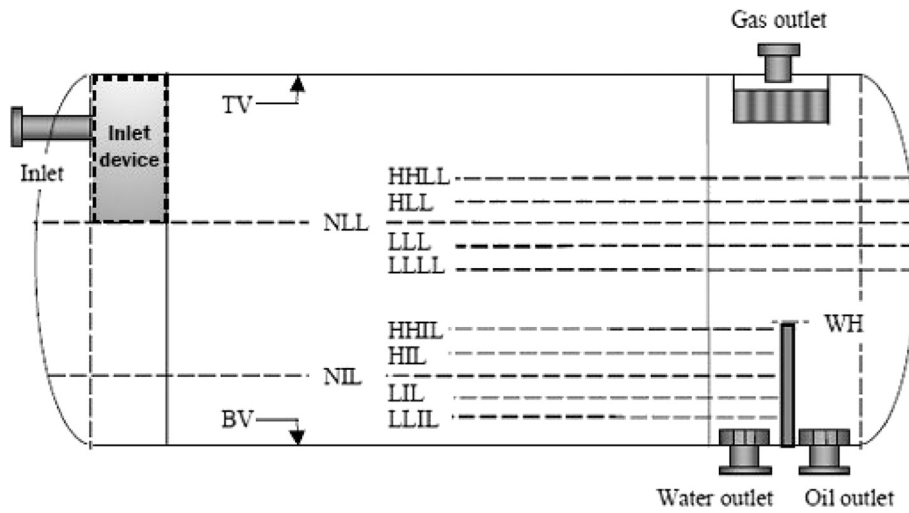 Gas outlet
TV
Inlet
device
Inlet
HHLL
HLL
NLL
LLL
LLLL
WH
HHIL
HIL
NIL
LIL
LLIL
BV
Water outlet
Oil outlet